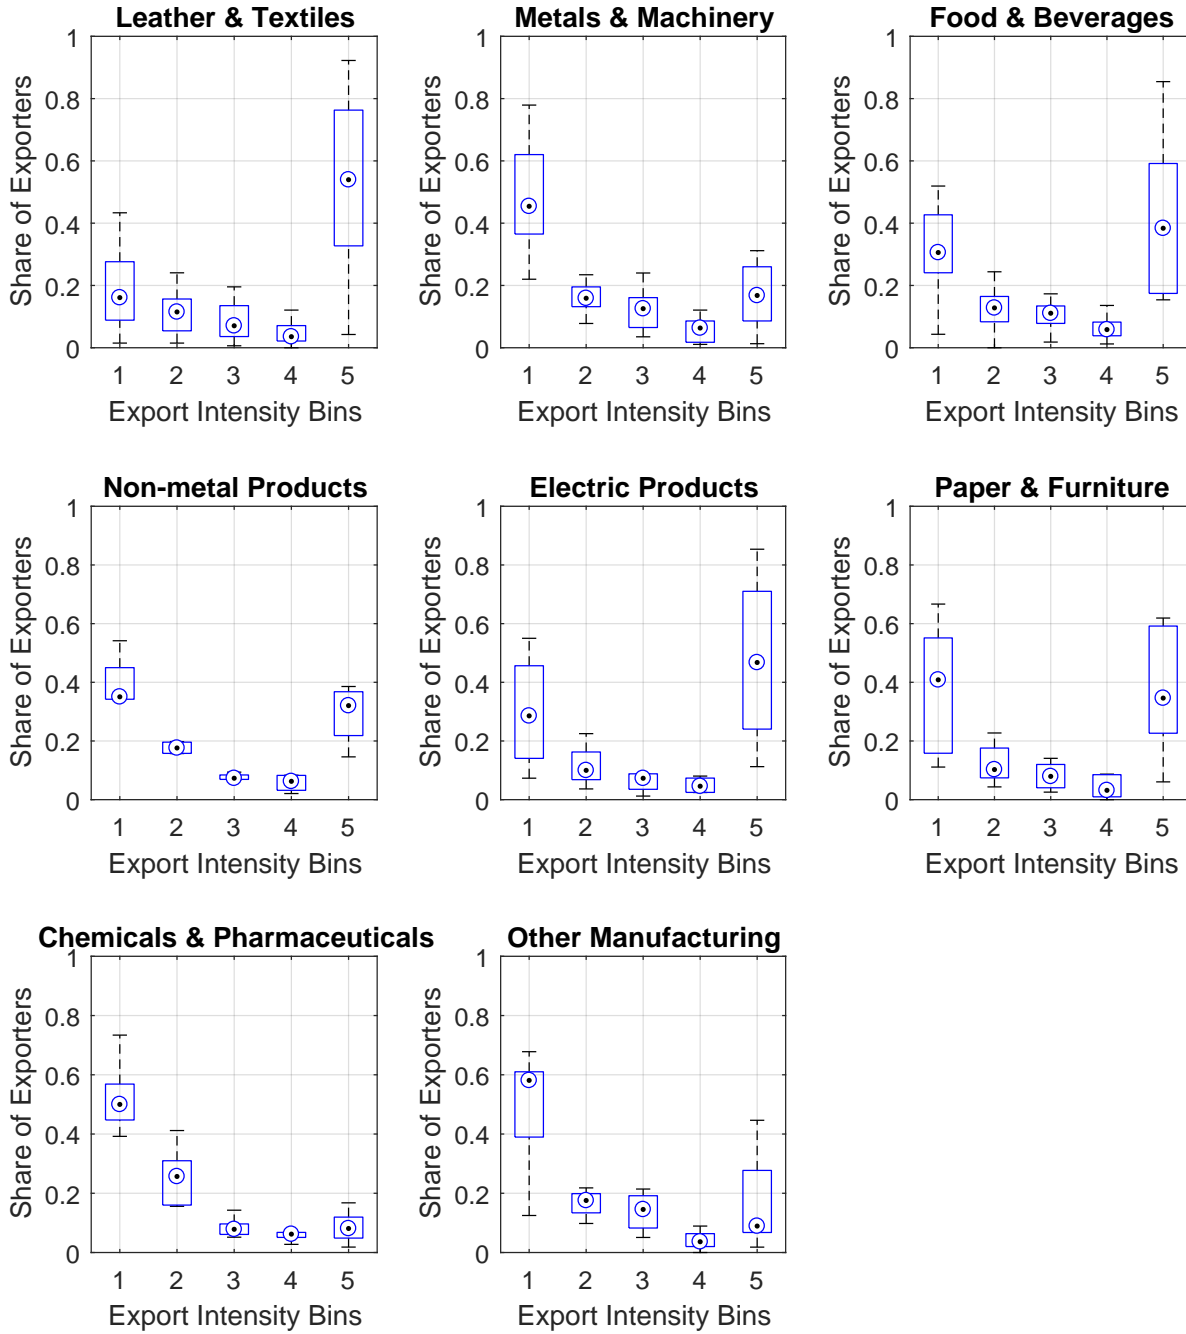 Leather & Textiles
Share of Exporters
1
0.8
0.6
0.4
0.2
0
1 2 3 4 5
Export Intensity Bins
Metals & Machinery
Share of Exporters
1
0.8
0.6
0.4
0.2
0
1 2 3 4 5
Export Intensity Bins
Food & Beverages
Share of Exporters
1
0.8
0.6
0.4
0.2
0
1 2 3 4 5
Export Intensity Bins
Non-metal Products
Share of Exporters
1
0.8
0.6
0.4
0.2
0
1 2 3 4 5
Export Intensity Bins
Electric Products
Share of Exporters
1
0.8
0.6
0.4
0.2
0
1 2 3 4 5
Export Intensity Bins
Paper & Furniture
Share of Exporters
1
0.8
0.6
0.4
0.2
0
1 2 3 4 5
Export Intensity Bins
Chemicals & Pharmaceuticals
Share of Exporters
1
0.8
0.6
0.4
0.2
0
1 2 3 4 5
Export Intensity Bins
Other Manufacturing
Share of Exporters
1
0.8
0.6
0.4
0.2
0
1 2 3 4 5
Export Intensity Bins